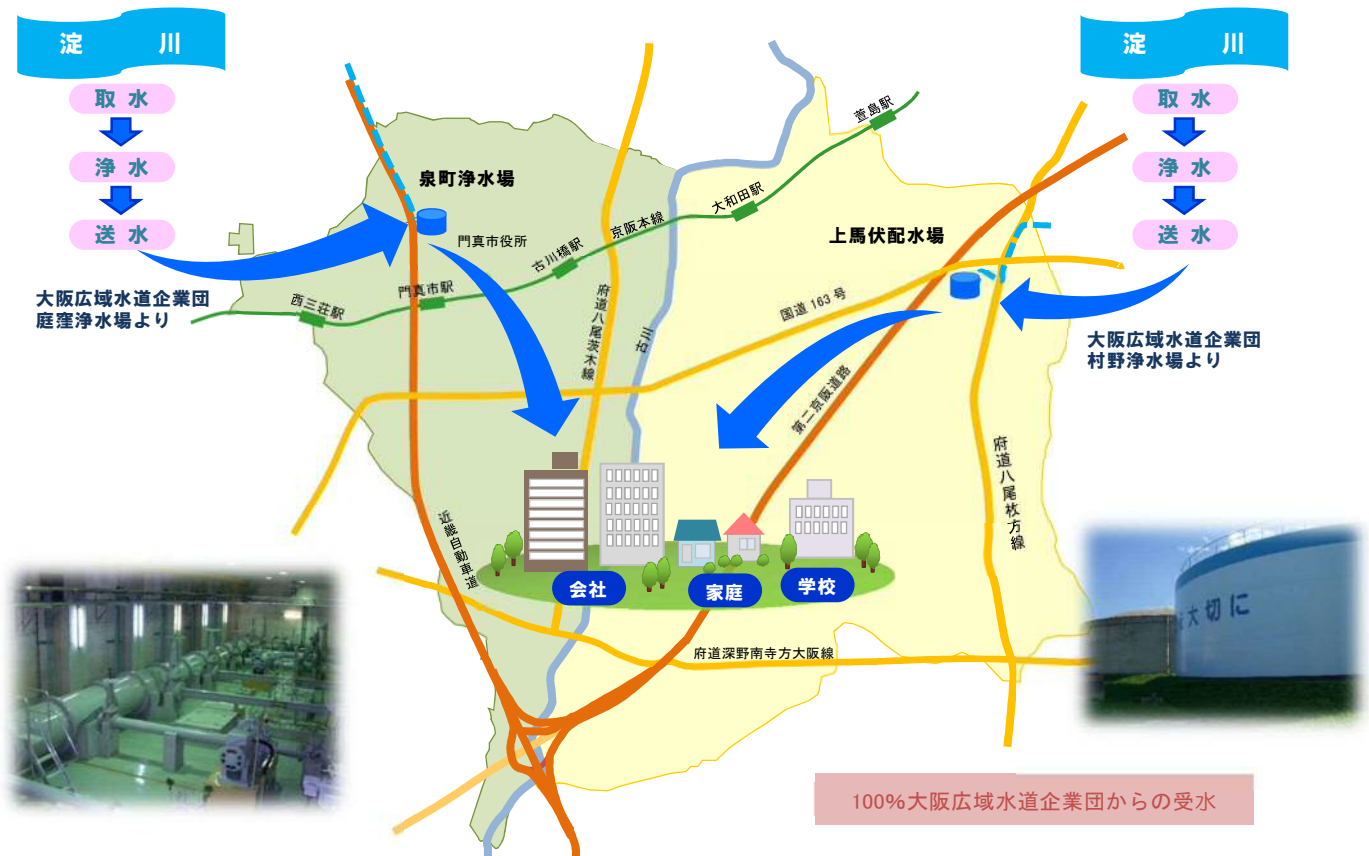 淀 川
取 水
浄 水
送 水
大阪広域水道企業団
庭窪浄水場より
淀 川
取 水
浄 水
送 水
大阪広域水道企業団
村野浄水場より
泉町浄水場
門真市役所
上馬伏配水場
萱島駅
大和田駅
京阪本線
古川橋駅
門真市駅
西三荘駅
府道八尾茨木線
古川
国道 163 号
第二京阪道路
府道八尾枚方線
近畿自動車道
会社
家庭
学校
府道深野南寺方大阪線
大切に
100%大阪広域水道企業団からの受水